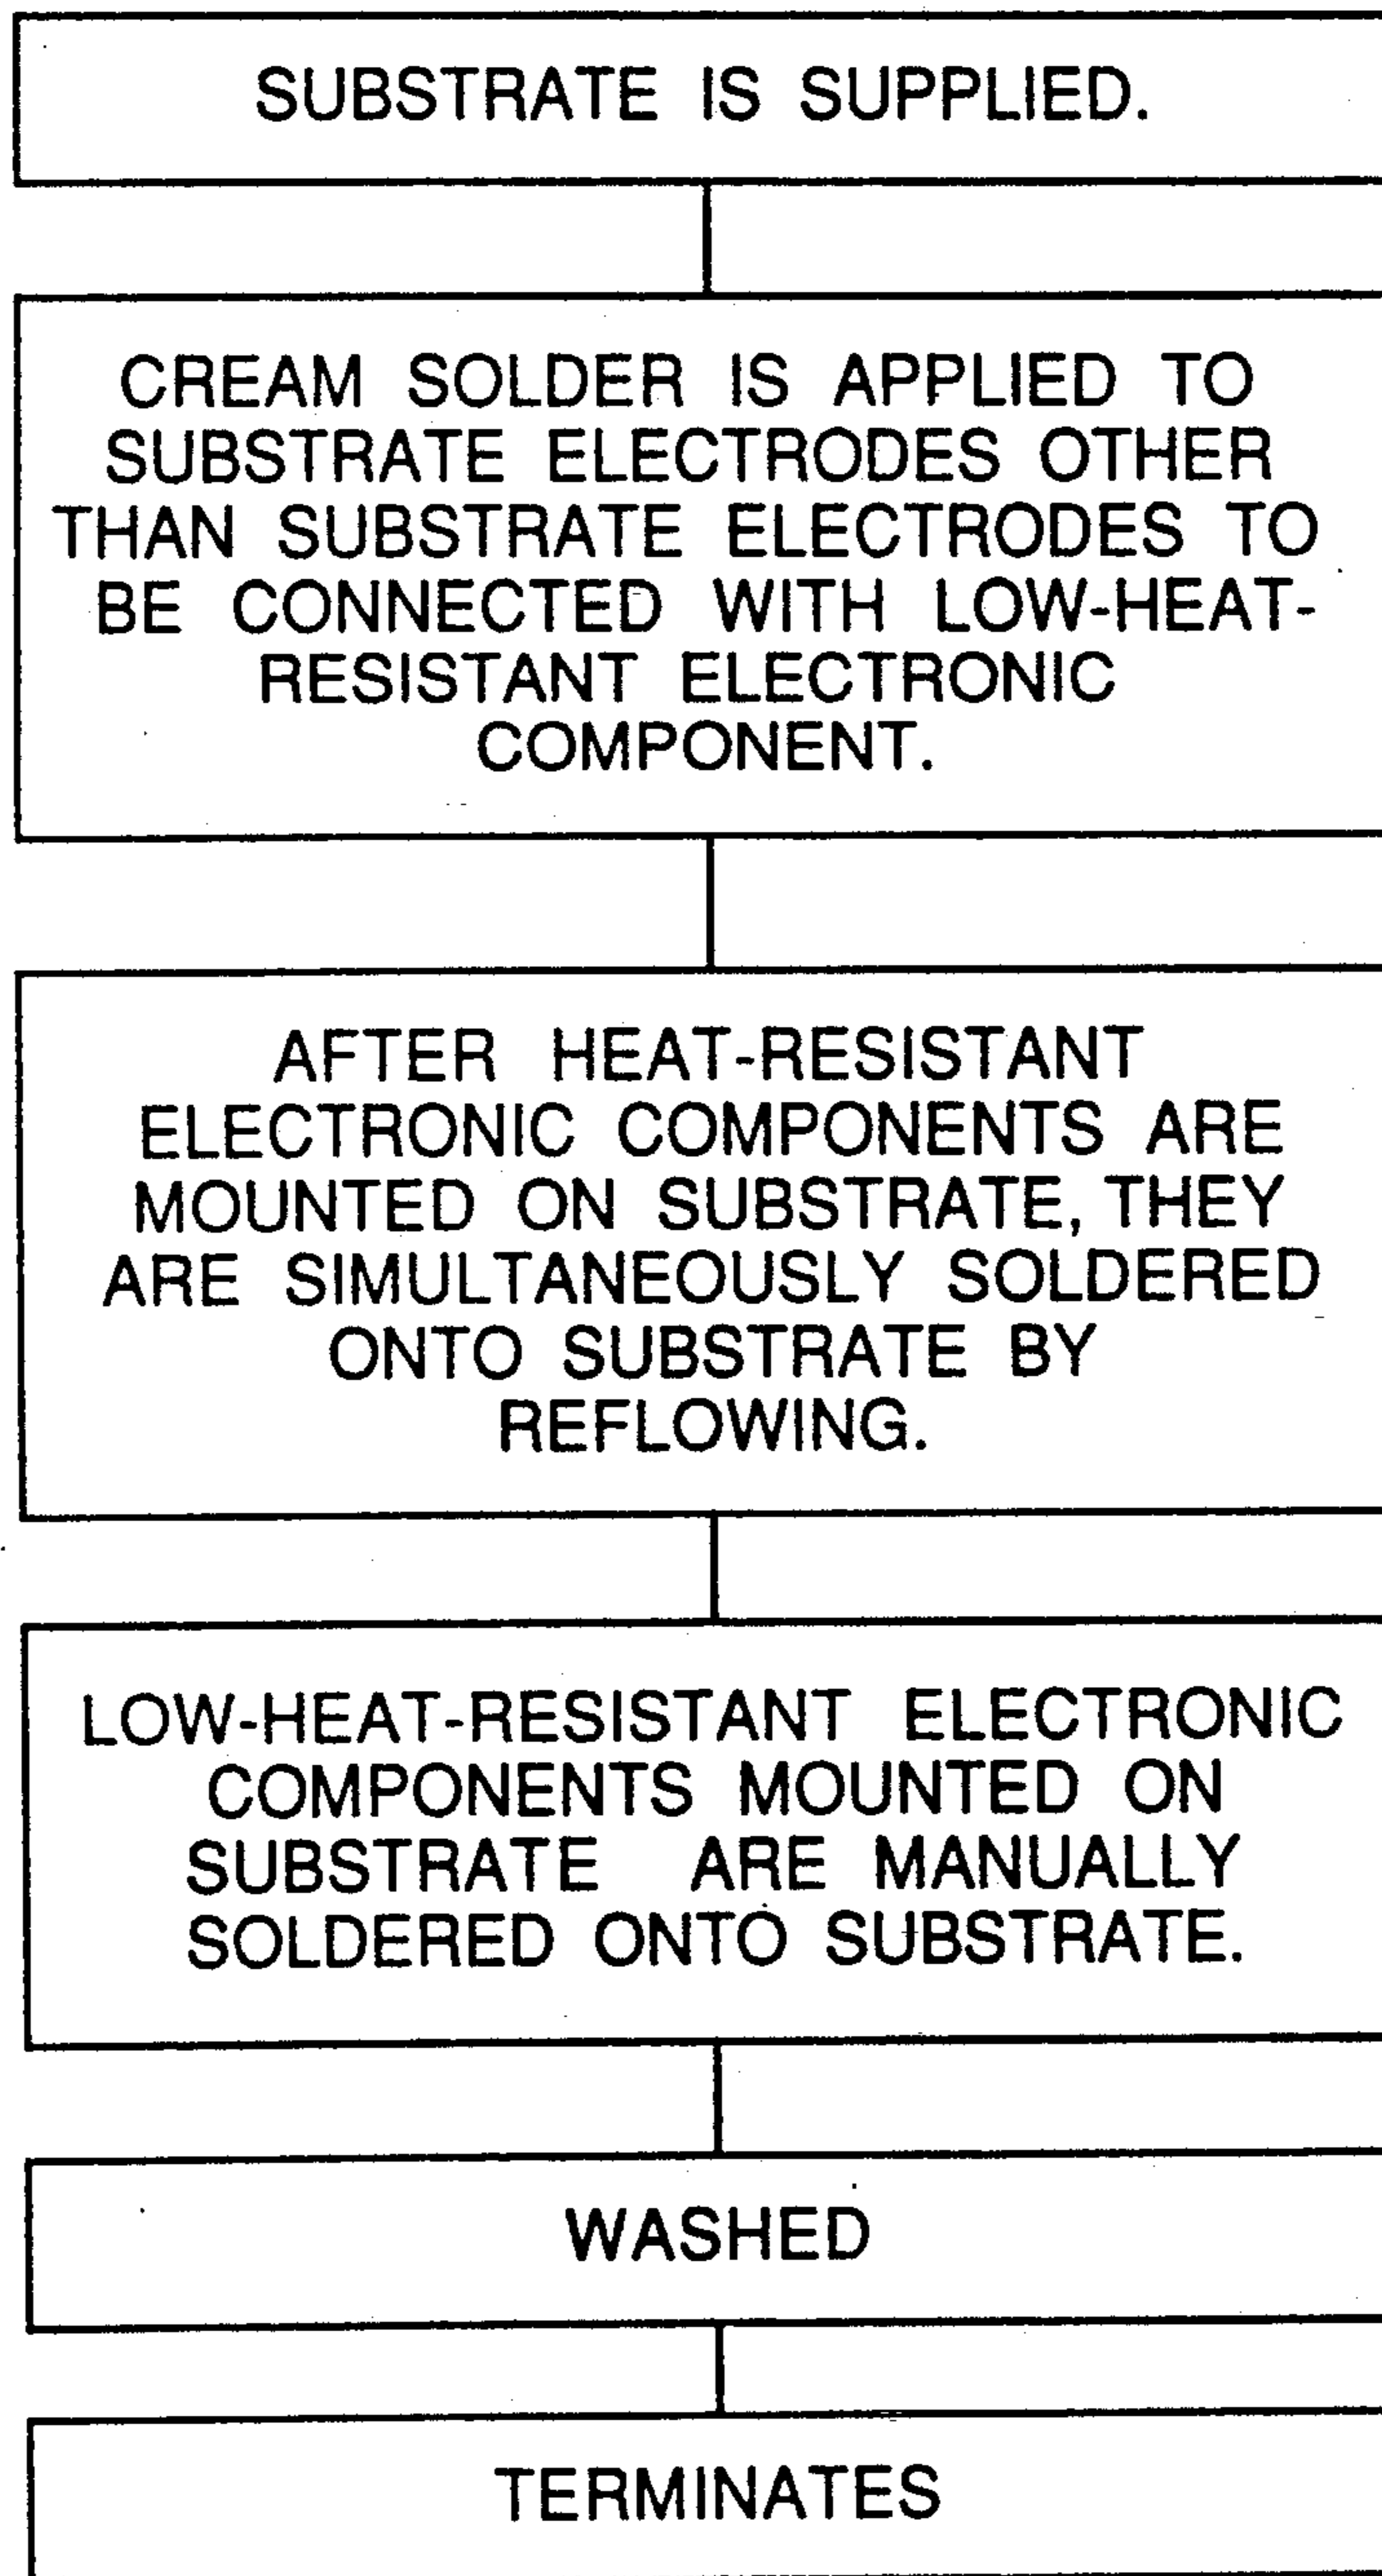 SUBSTRATE IS SUPPLIED.
CREAM SOLDER IS APPLIED TO
SUBSTRATE ELECTRODES OTHER
THAN SUBSTRATE ELECTRODES TO
BE CONNECTED WITH LOW-HEAT-
RESISTANT ELECTRONIC
COMPONENT.
AFTER HEAT-RESISTANT
ELECTRONIC COMPONENTS ARE
MOUNTED ON SUBSTRATE, THEY
ARE SIMULTANEOUSLY SOLDERED
ONTO SUBSTRATE BY
REFLOWING.
LOW-HEAT-RESISTANT ELECTRONIC
COMPONENTS MOUNTED ON
SUBSTRATE ARE MANUALLY
SOLDERED ONTO SUBSTRATE.
WASHED
TERMINATES